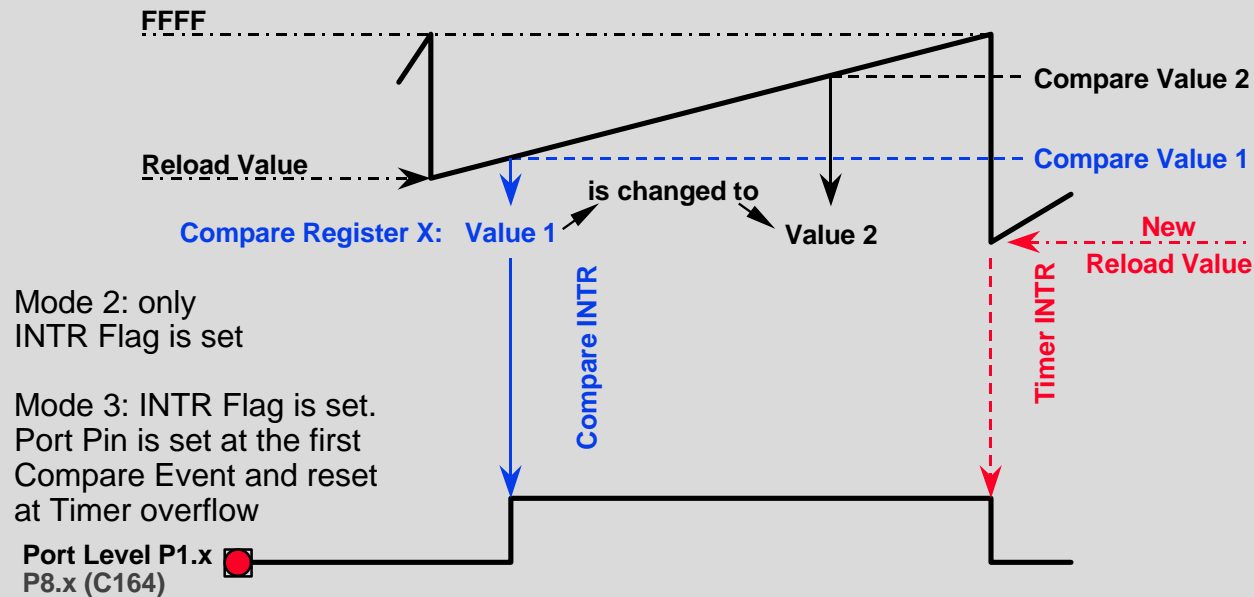 FFFF
Compare Value 2
Reload Value
Compare Value 1
is changed to
Compare Register X: Value 1
Value 2
New
Reload Value
Compare INTR
Timer INTR
Mode 2: only
INTR Flag is set
Mode 3: INTR Flag is set.
Port Pin is set at the first
Compare Event and reset
at Timer overflow
Port Level P1.x
P8.x (C164)